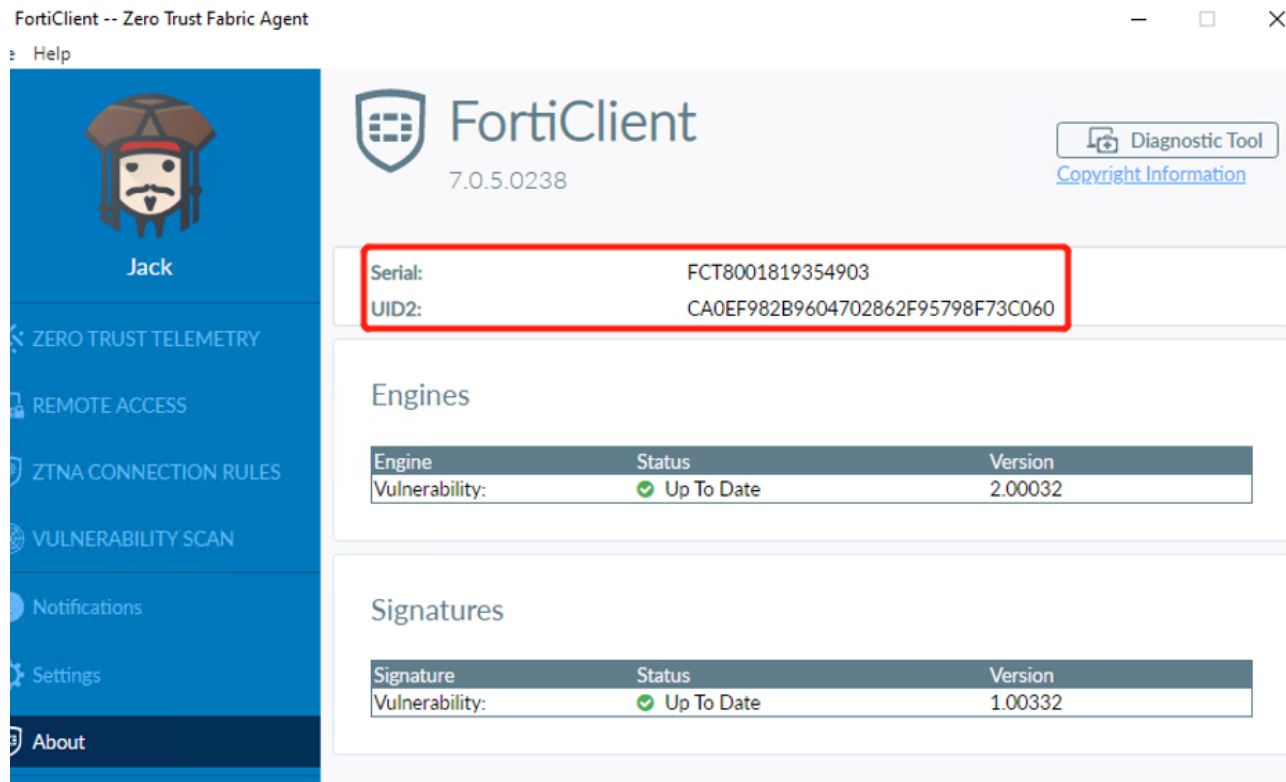 FortiClient -- Zero Trust Fabric Agent
e Help
FortiClient
7.0.5.0238
Diagnostic Tool
Copyright Information
Jack
Serial: FCT8001819354903
UID2: CA0EF982B9604702862F95798F73C060
ZERO TRUST TELEMETRY
REMOTE ACCESS
ZTNA CONNECTION RULES
VULNERABILITY SCAN
Notifications
Settings
About
Engines
Engine Status Version
Vulnerability: Up To Date 2.00032
Signatures
Signature Status Version
Vulnerability: Up To Date 1.00332